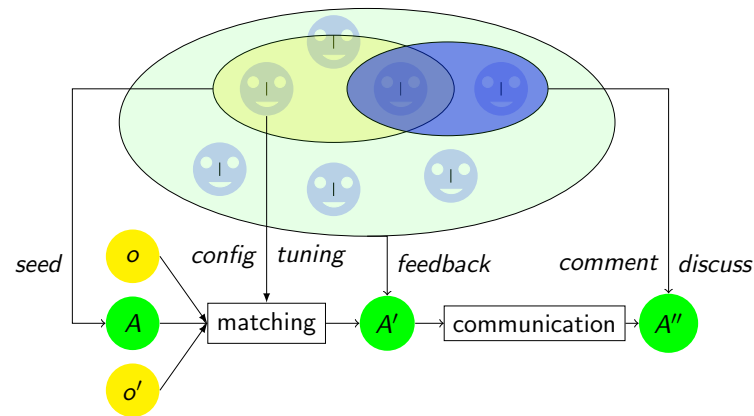 o
config tuning
seed
feedback
comment discuss
A
matching
A′
communication
A′′
o′